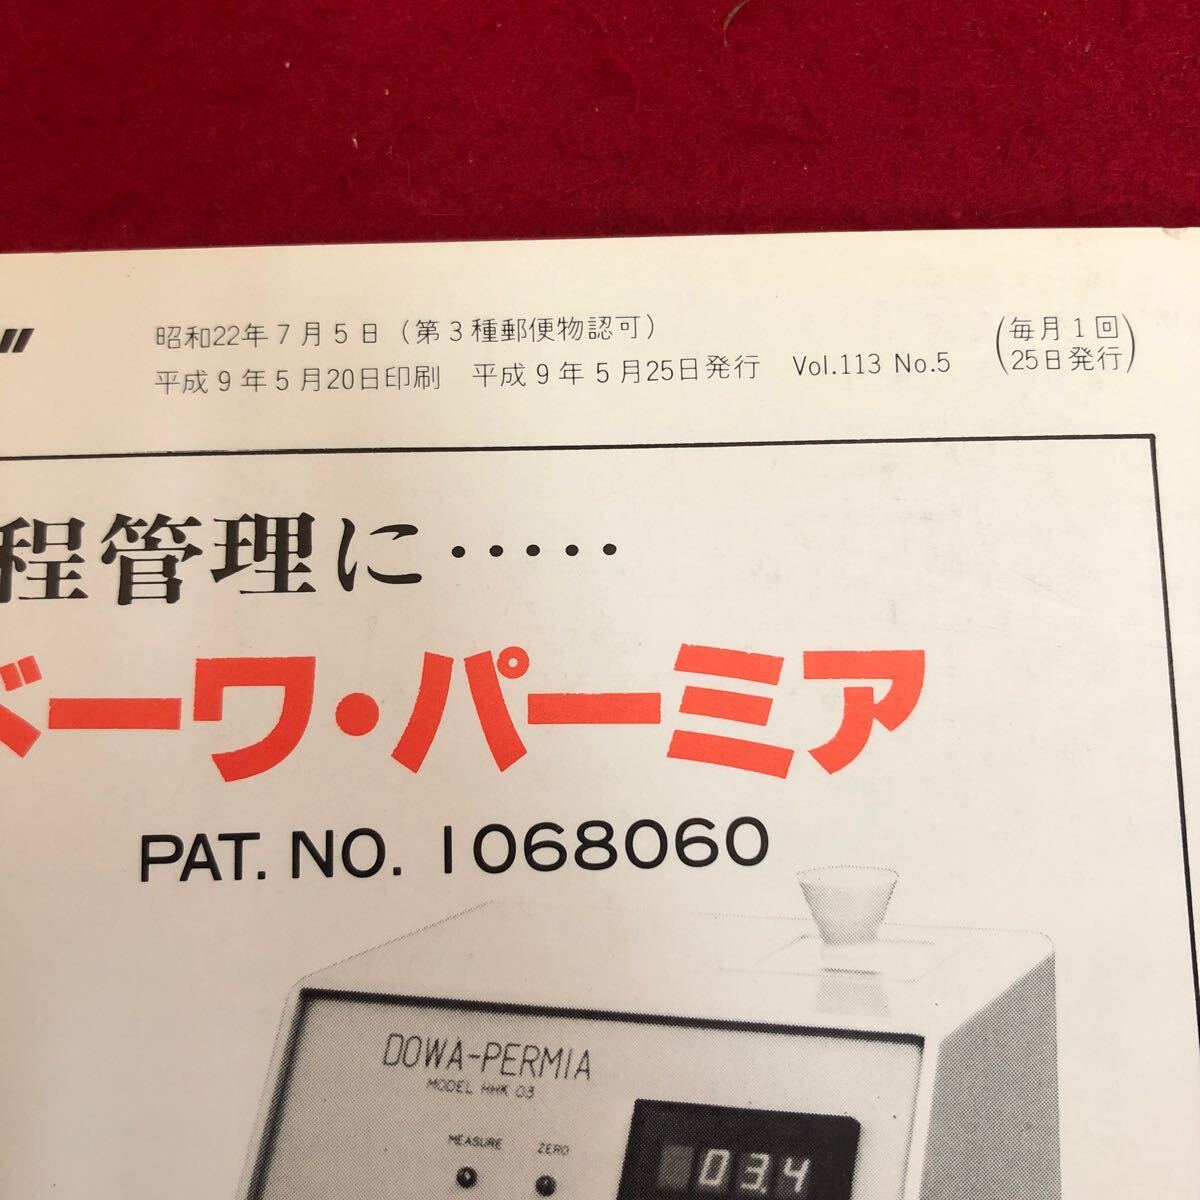 昭和22年7月5日（第3種郵便物認可）
平成9年5月20日印刷　平成9年5月25日発行　Vol.113 No.5
（毎月1回
25日発行）
程管理に・・・・・
ーワ・パーミア
PAT. NO. 1068060
DOWA-PERMIA
MODEL HHK 03
MEASURE ZERO
03.4